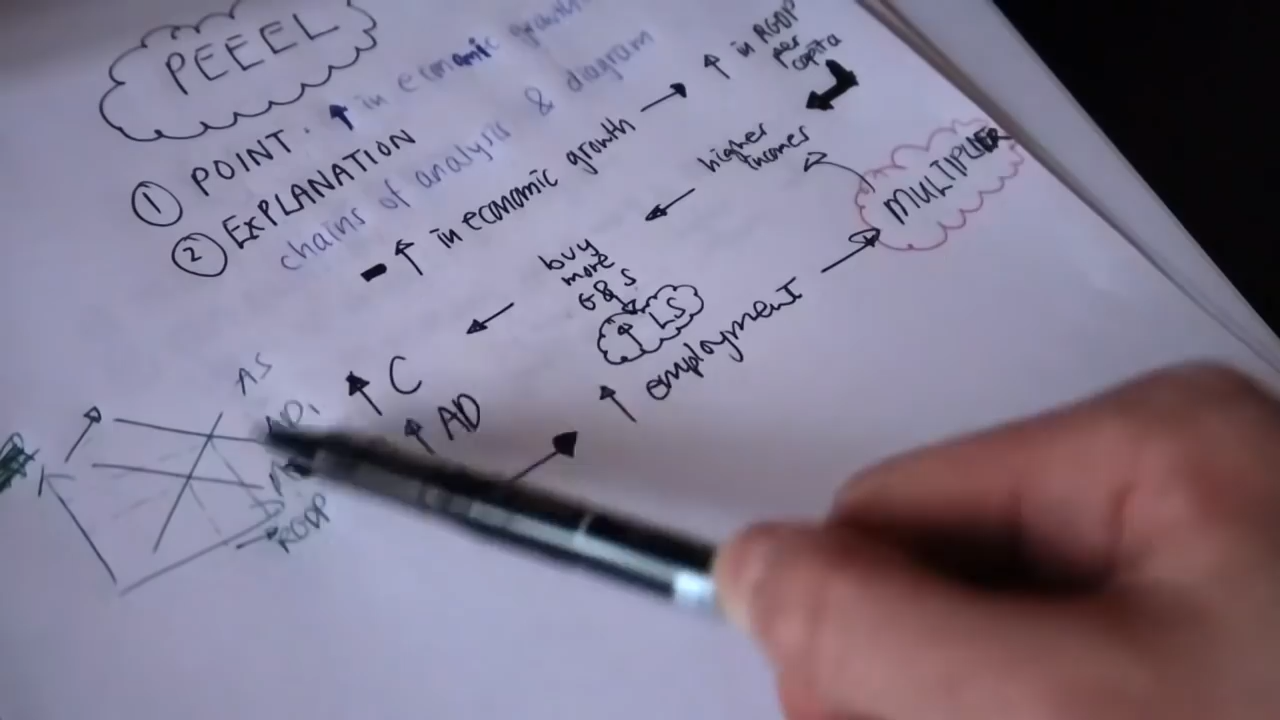 PEEEL
① POINT. ↑ in economic growth
② EXPLANATION
chains of analysis & diagram
- ↑ in economic growth → ↑ in RGDP
per
capita
higher
incomes
MULTIPLIER
buy
more
G&S
↑ LS
↑ employment
↑ C
↑ AD
AS
AD₁
RGDP